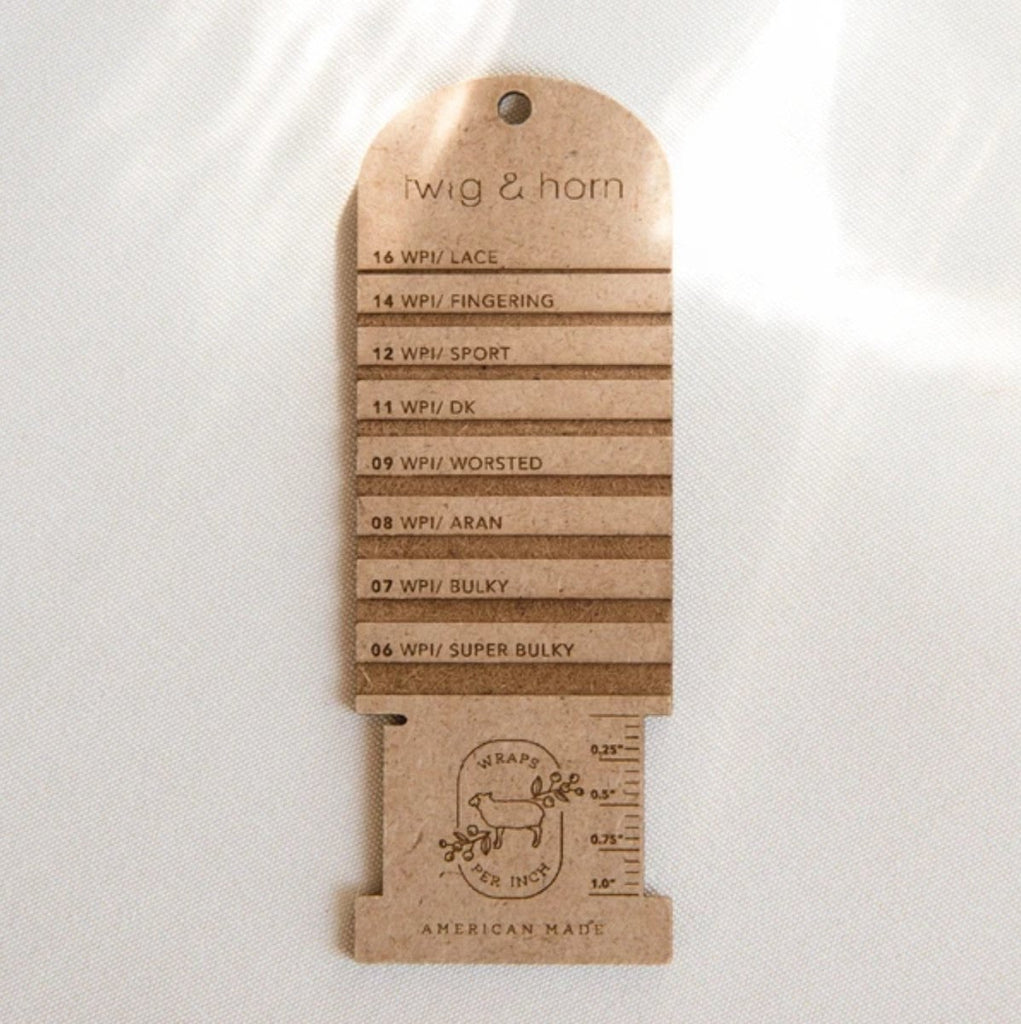 twig & horn
16 WPI/ LACE
14 WPI/ FINGERING
12 WPI/ SPORT
11 WPI/ DK
09 WPI/ WORSTED
08 WPI/ ARAN
07 WPI/ BULKY
06 WPI/ SUPER BULKY
0.25"
WRAPS
0.5"
0.75"
PER INCH
1.0"
AMERICAN MADE